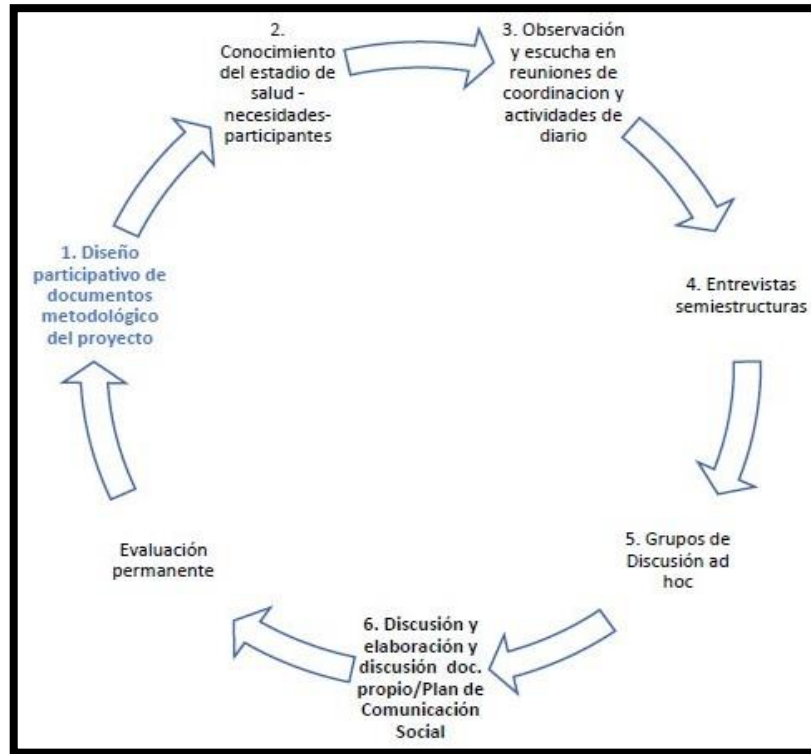 1. Diseño
participativo de
documentos
metodológico
del proyecto
2.
Conocimiento
del estadio de
salud -
necesidades-
participantes
3. Observación
y escucha en
reuniones de
coordinacion y
actividades de
diario
4. Entrevistas
semiestructuras
5. Grupos de
Discusión ad
hoc
6. Discusión y
elaboración y
discusión doc.
propio/Plan de
Comunicación
Social
Evaluación
permanente